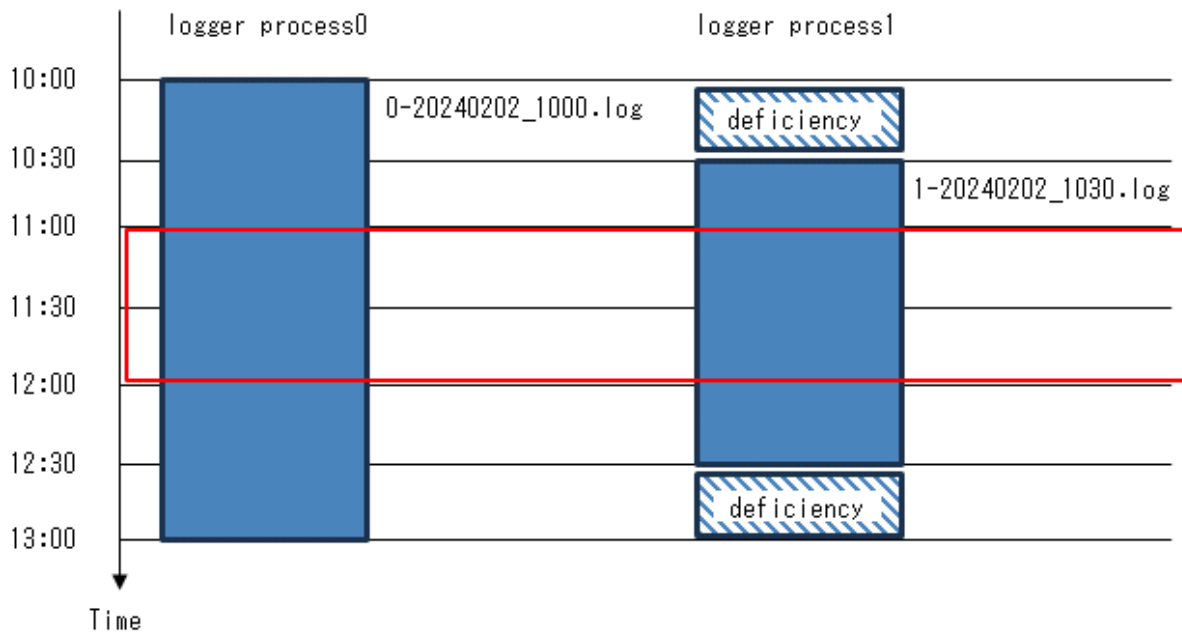 logger process0
logger process1
10:00
0-20240202_1000.log
deficiency
10:30
1-20240202_1030.log
11:00
11:30
12:00
12:30
deficiency
13:00
Time